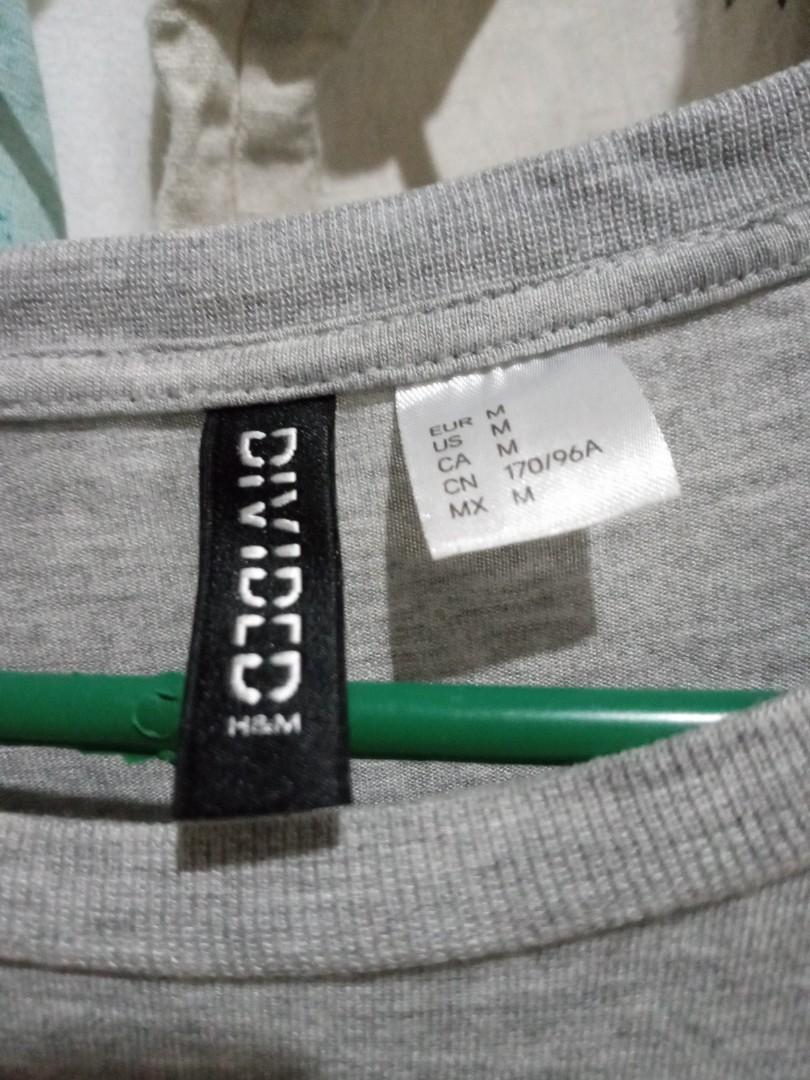 DIVIDED
H&M
EUR M
US M
CA M
CN 170/96A
MX M